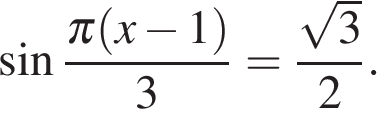 sin π(x − 1)/3 = √3/2.